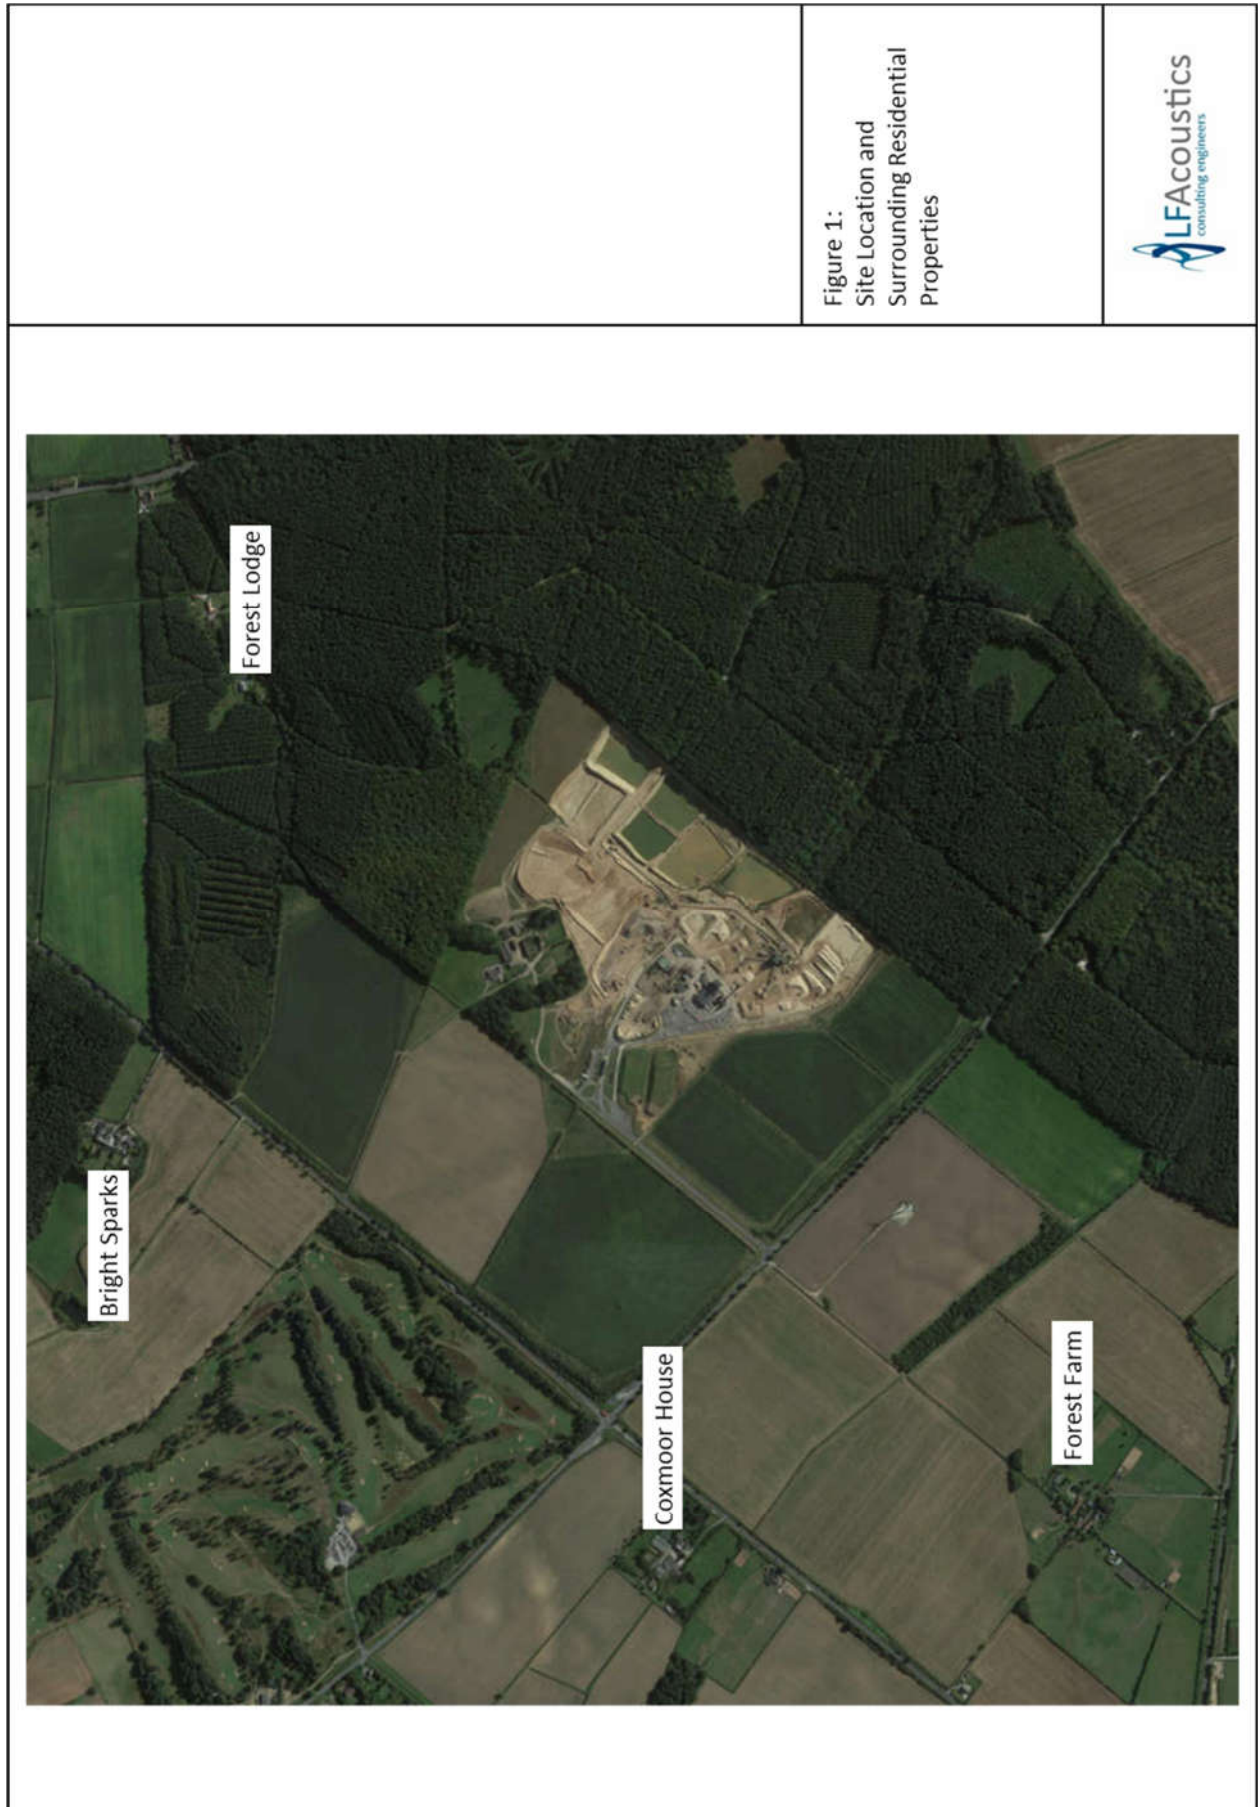 Bright Sparks
Forest Lodge
Coxmoor House
Forest Farm
Figure 1:
Site Location and
Surrounding Residential
Properties
LFAcoustics
consulting engineers